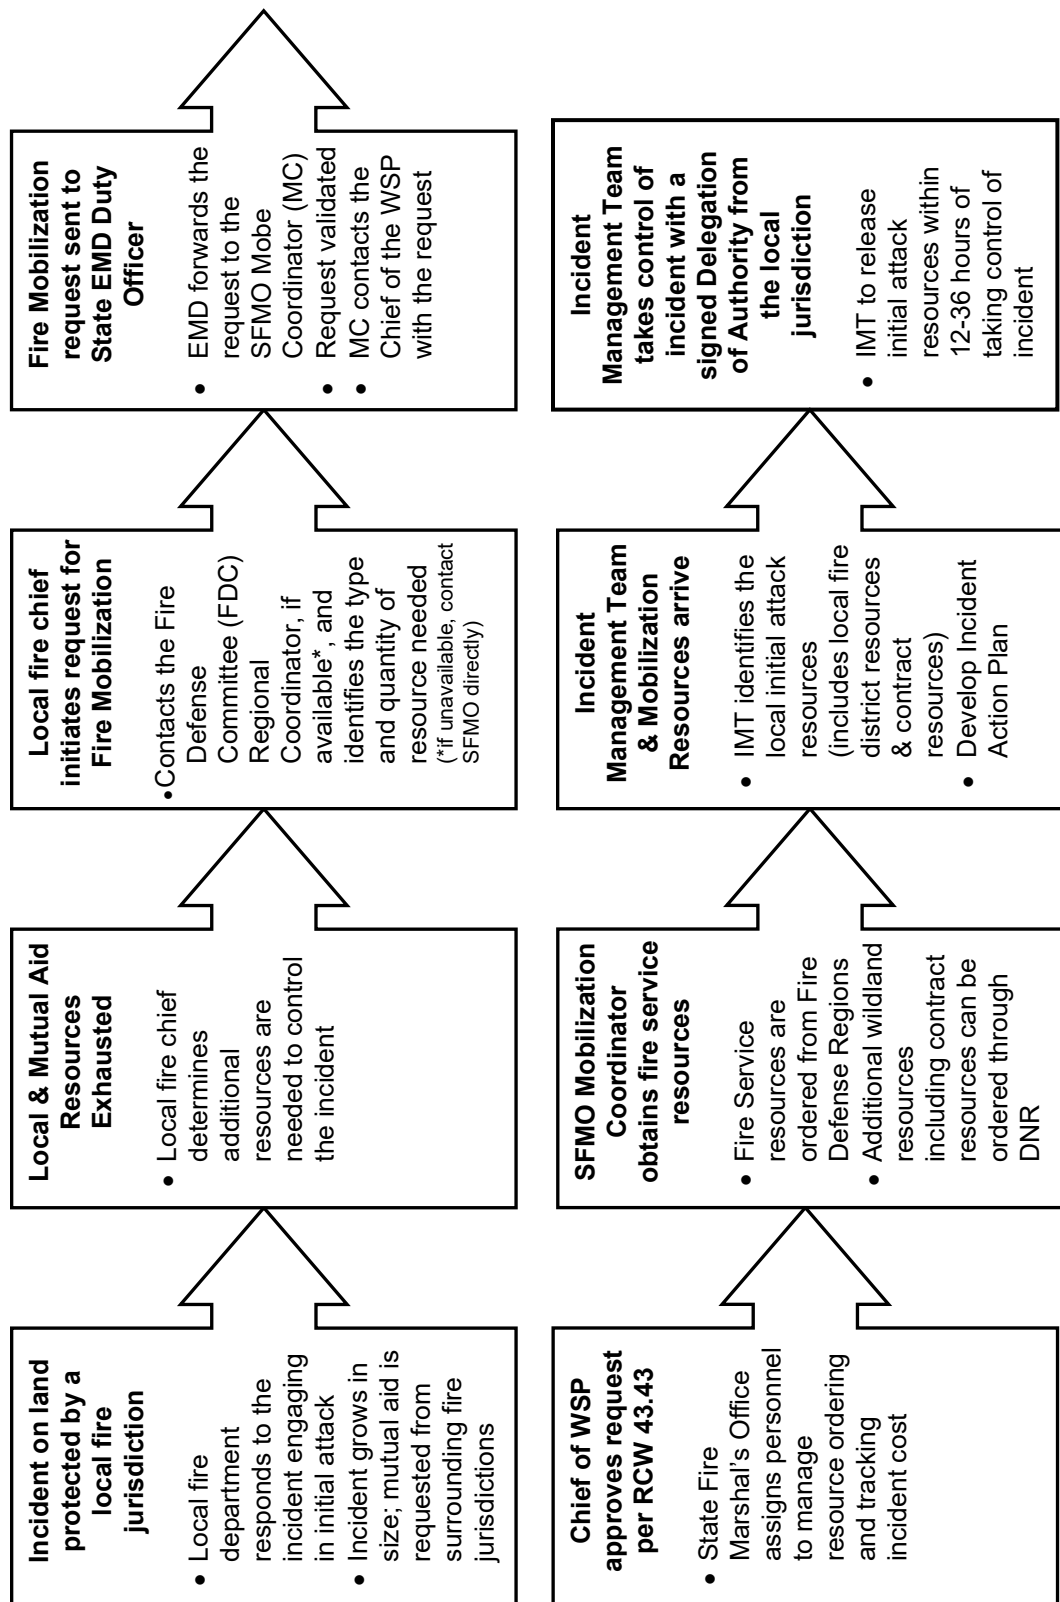 Incident on land
protected by a
local fire
jurisdiction
• Local fire
department
responds to the
incident engaging
in initial attack
• Incident grows in
size; mutual aid is
requested from
surrounding fire
jurisdictions
Local & Mutual Aid
Resources
Exhausted
• Local fire chief
determines
additional
resources are
needed to control
the incident
Local fire chief
initiates request for
Fire Mobilization
•Contacts the Fire
Defense
Committee (FDC)
Regional
Coordinator, if
available*, and
identifies the type
and quantity of
resource needed
(*if unavailable, contact
SFMO directly)
Fire Mobilization
request sent to
State EMD Duty
Officer
• EMD forwards the
request to the
SFMO Mobe
Coordinator (MC)
• Request validated
• MC contacts the
Chief of the WSP
with the request
Chief of WSP
approves request
per RCW 43.43
• State Fire
Marshal's Office
assigns personnel
to manage
resource ordering
and tracking
incident cost
SFMO Mobilization
Coordinator
obtains fire service
resources
• Fire Service
resources are
ordered from Fire
Defense Regions
• Additional wildland
resources
including contract
resources can be
ordered through
DNR
Incident
Management Team
& Mobilization
Resources arrive
• IMT identifies the
local initial attack
resources
(includes local fire
district resources
& contract
resources)
• Develop Incident
Action Plan
Incident
Management Team
takes control of
incident with a
signed Delegation
of Authority from
the local
jurisdiction
• IMT to release
initial attack
resources within
12-36 hours of
taking control of
incident